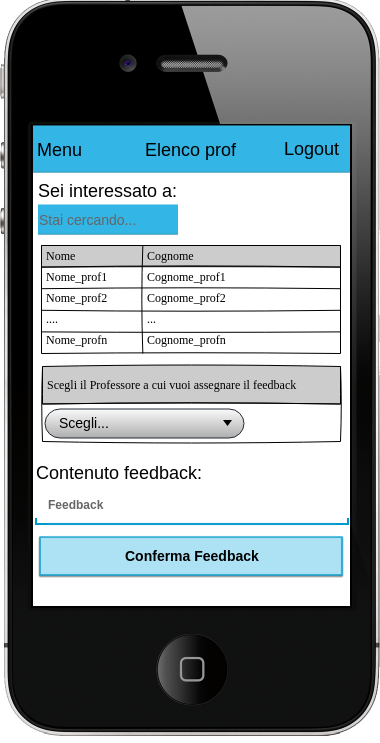 Menu Elenco prof Logout
Sei interessato a:
Stai cercando...
Nome Cognome
Nome_prof1 Cognome_prof1
Nome_prof2 Cognome_prof2
.... ...
Nome_profn Cognome_profn
Scegli il Professore a cui vuoi assegnare il feedback
Scegli...
Contenuto feedback:
Feedback
Conferma Feedback